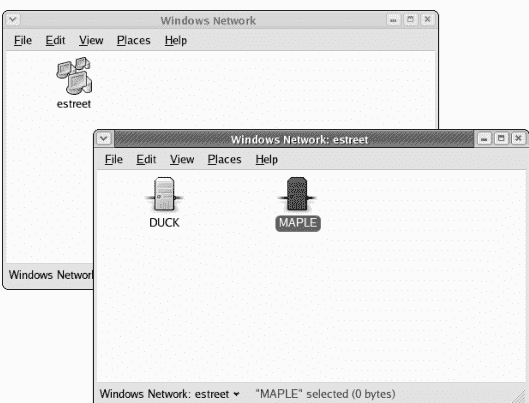 Windows Network
File Edit View Places Help
estreet
Windows Network: estreet
File Edit View Places Help
DUCK MAPLE
Windows Networ
Windows Network: estreet "MAPLE" selected (0 bytes)